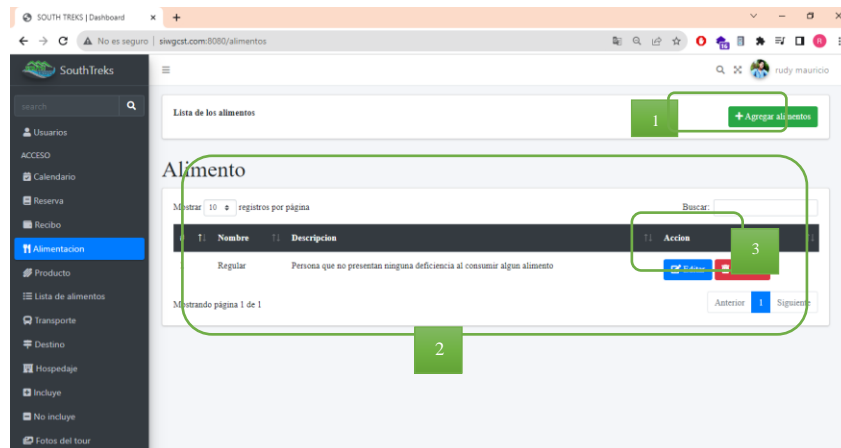 SOUTH TREKS | Dashboard
No es seguro | siwgcst.com:8080/alimentos
16
R
SouthTreks
rudy mauricio
search
Usuarios
ACCESO
Calendario
Reserva
Recibo
Alimentacion
Producto
Lista de alimentos
Transporte
Destino
Hospedaje
Incluye
No incluye
Fotos del tour
Lista de los alimentos
1
Agregar alimentos
Alimento
Mostrar 10 registros por página
Buscar:
Nombre Descripcion Accion
3
Regular Persona que no presentan ninguna deficiencia al consumir algun alimento Editar
Mostrando página 1 de 1
Anterior 1 Siguiente
2